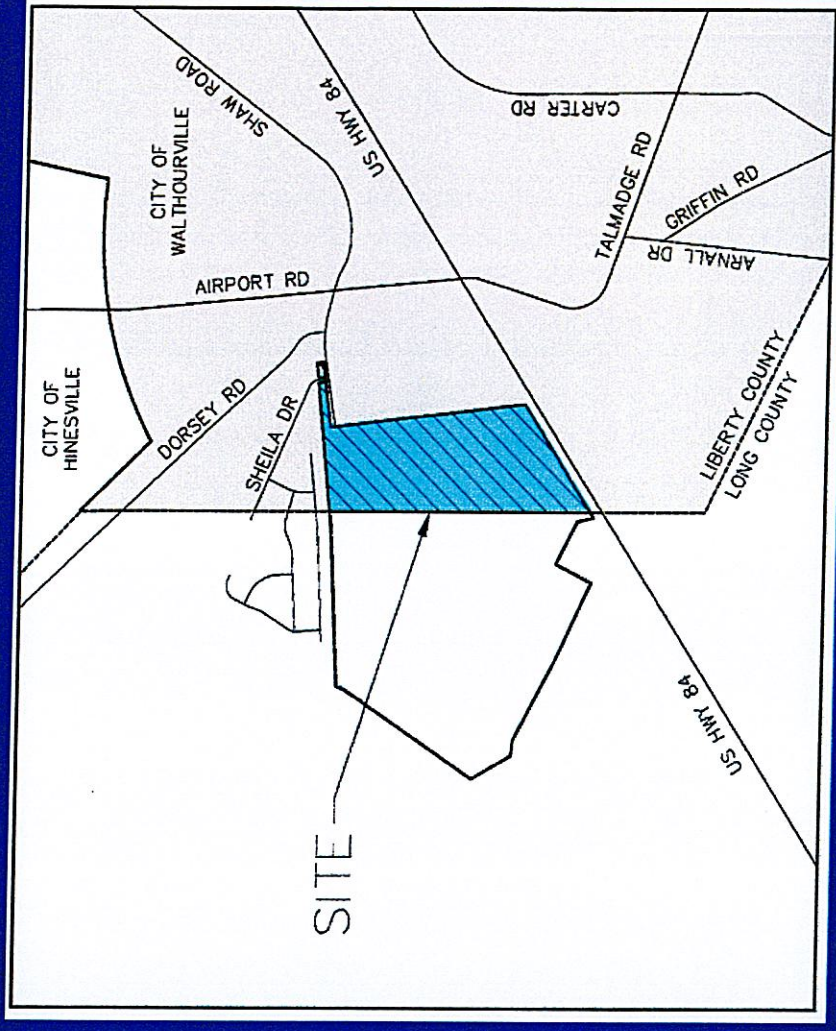 CITY OF
HINESVILLE
CITY OF
WALTHOURVILLE
SHAW ROAD
US HWY 84
CARTER RD
AIRPORT RD
DORSEY RD
SHEILA DR
TALMADGE RD
GRIFFIN RD
ARNALL DR
LIBERTY COUNTY
LONG COUNTY
SITE
US HWY 84